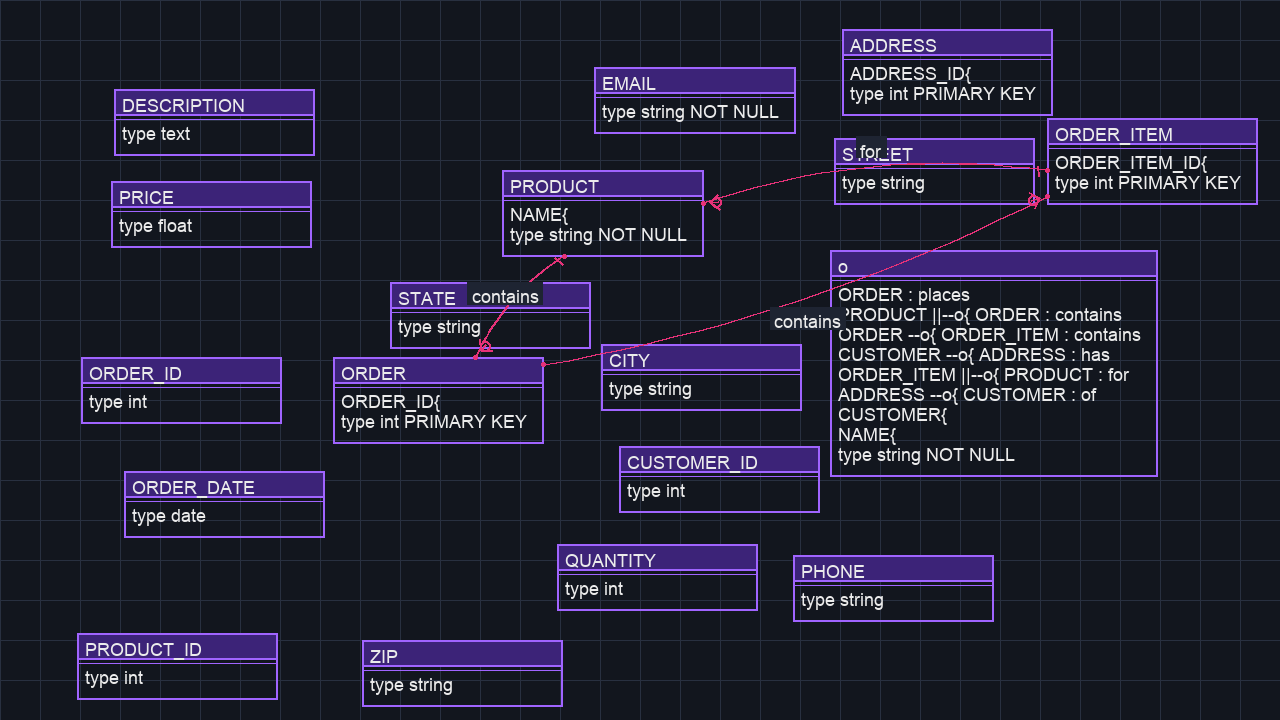 ADDRESS
ADDRESS_ID{
type int PRIMARY KEY
EMAIL
type string NOT NULL
DESCRIPTION
type text
ORDER_ITEM
ORDER_ITEM_ID{
type int PRIMARY KEY
for
STREET
type string
PRODUCT
NAME{
type string NOT NULL
PRICE
type float
o
ORDER : places
PRODUCT ||--o{ ORDER : contains
ORDER --o{ ORDER_ITEM : contains
CUSTOMER --o{ ADDRESS : has
ORDER_ITEM ||--o{ PRODUCT : for
ADDRESS --o{ CUSTOMER : of
CUSTOMER{
NAME{
type string NOT NULL
STATE
contains
type string
contains
CITY
type string
ORDER_ID
type int
ORDER
ORDER_ID{
type int PRIMARY KEY
CUSTOMER_ID
type int
ORDER_DATE
type date
QUANTITY
type int
PHONE
type string
PRODUCT_ID
type int
ZIP
type string